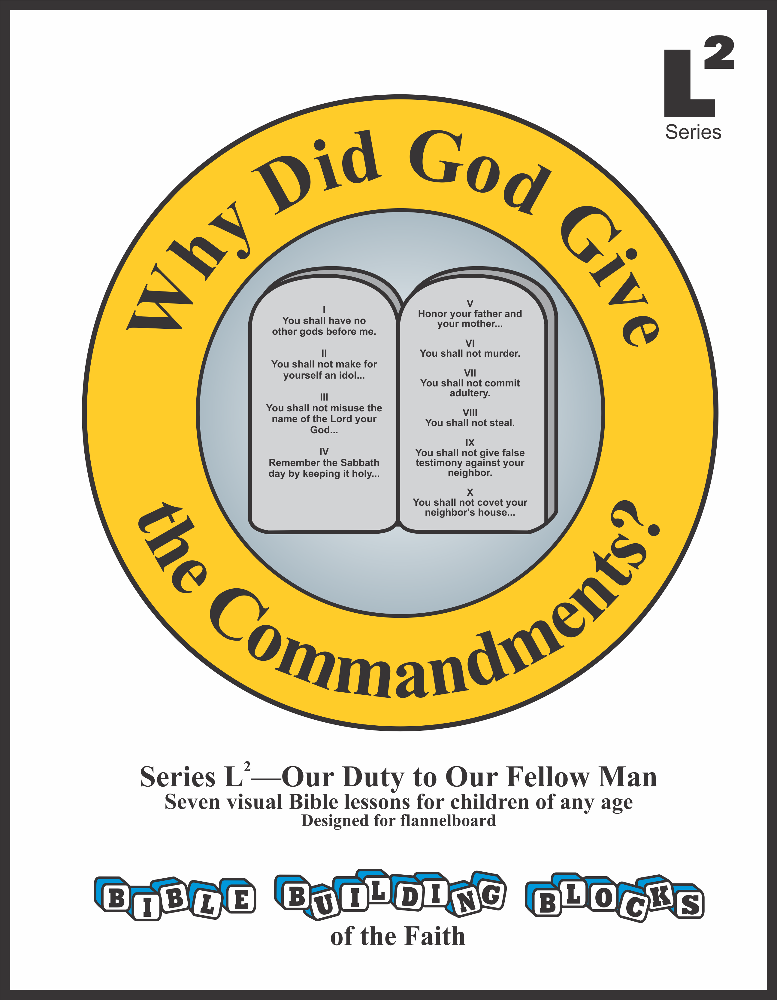 L²
Series
Why Did God Give
the Commandments?
I
You shall have no
other gods before me.
II
You shall not make for
yourself an idol...
III
You shall not misuse the
name of the Lord your
God...
IV
Remember the Sabbath
day by keeping it holy...
V
Honor your father and
your mother...
VI
You shall not murder.
VII
You shall not commit
adultery.
VIII
You shall not steal.
IX
You shall not give false
testimony against your
neighbor.
X
You shall not covet your
neighbor's house...
Series L²—Our Duty to Our Fellow Man
Seven visual Bible lessons for children of any age
Designed for flannelboard
BIBLE BUILDING BLOCKS
of the Faith